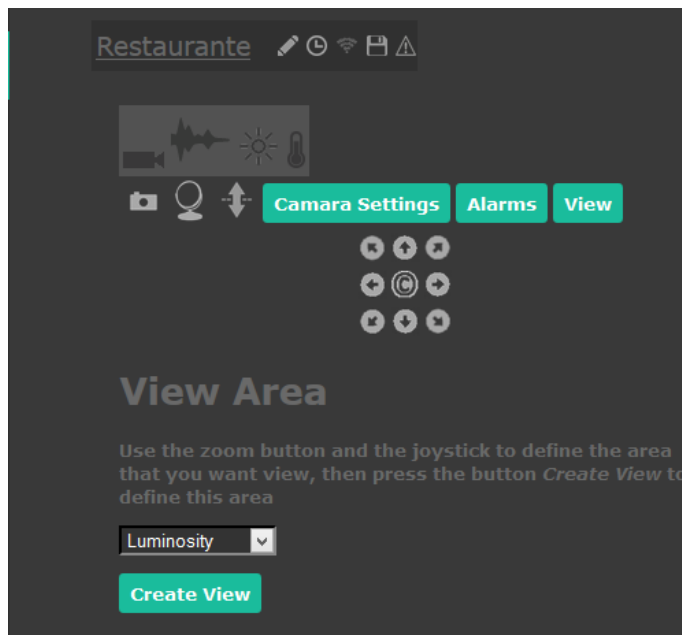 Restaurante
Camara Settings Alarms View
©
View Area
Use the zoom button and the joystick to define the area
that you want view, then press the button Create View to
define this area
Luminosity
Create View